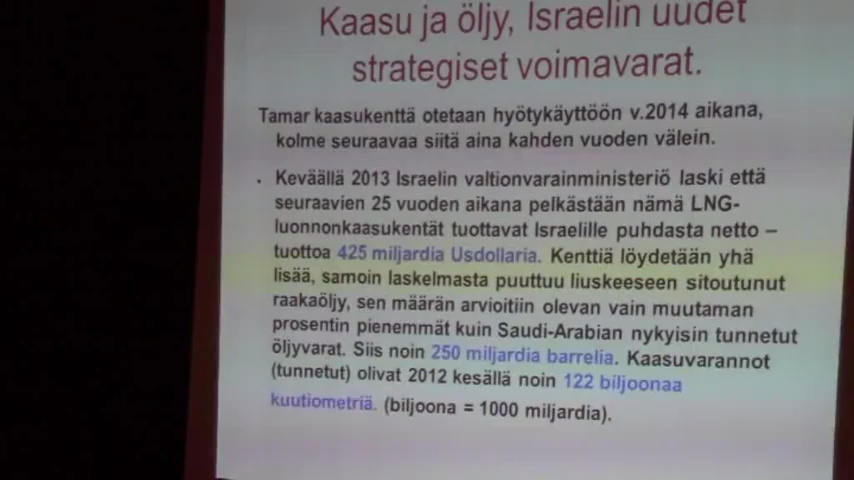 Kaasu ja öljy, Israelin uudet
strategiset voimavarat.
Tamar kaasukenttä otetaan hyötykäyttöön v.2014 aikana,
kolme seuraavaa siitä aina kahden vuoden välein.
. Keväällä 2013 Israelin valtionvarainministeriö laski että
seuraavien 25 vuoden aikana pelkästään nämä LNG-
luonnonkaasukentät tuottavat Israelille puhdasta netto –
tuottoa 425 miljardia Usdollaria. Kenttiä löydetään yhä
lisää, samoin laskelmasta puuttuu liuskeeseen sitoutunut
raakaöljy, sen määrän arvioitiin olevan vain muutaman
prosentin pienemmät kuin Saudi-Arabian nykyisin tunnetut
öljyvarat. Siis noin 250 miljardia barrelia. Kaasuvarannot
(tunnetut) olivat 2012 kesällä noin 122 biljoonaa
kuutiometriä. (biljoona = 1000 miljardia).